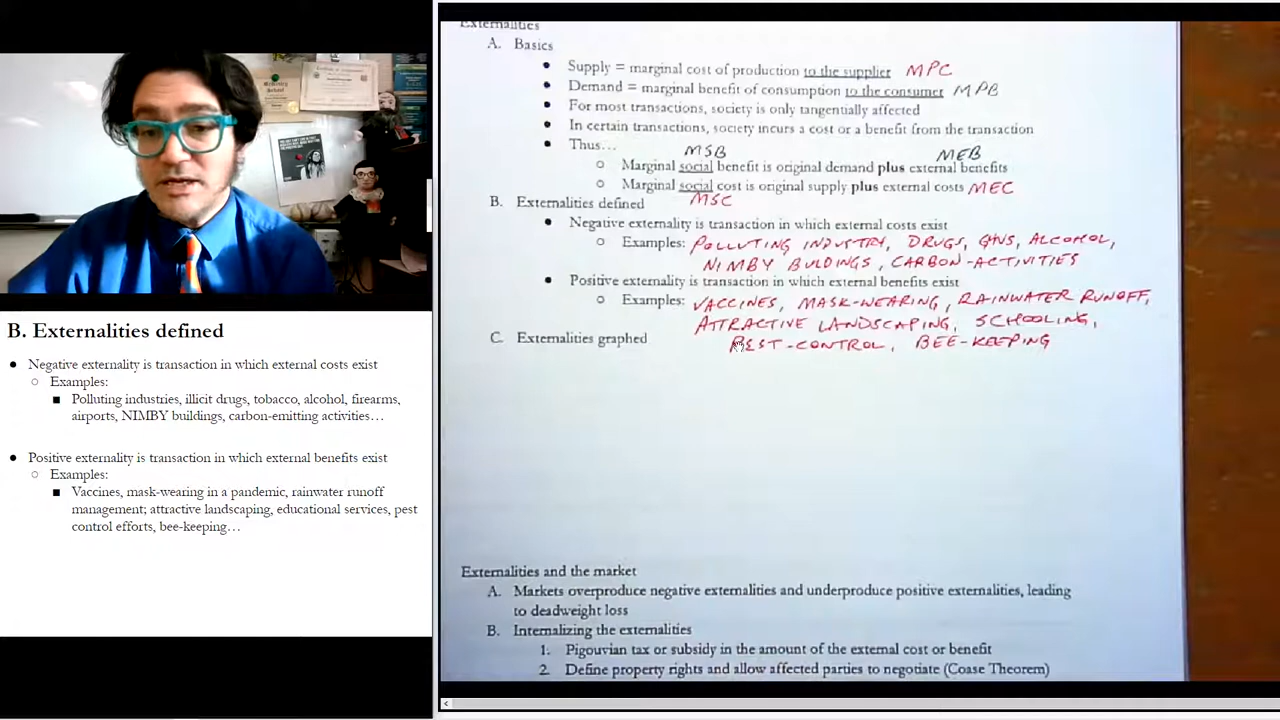 B. Externalities defined
● Negative externality is transaction in which external costs exist
○ Examples:
■ Polluting industries, illicit drugs, tobacco, alcohol, firearms,
airports, NIMBY buildings, carbon-emitting activities…
● Positive externality is transaction in which external benefits exist
○ Examples:
■ Vaccines, mask-wearing in a pandemic, rainwater runoff
management; attractive landscaping, educational services, pest
control efforts, bee-keeping…
Externalities
A. Basics
● Supply = marginal cost of production to the supplier MPC
● Demand = marginal benefit of consumption to the consumer MPB
● For most transactions, society is only tangentially affected
● In certain transactions, society incurs a cost or a benefit from the transaction
● Thus…
MSB MEB
○ Marginal social benefit is original demand plus external benefits
○ Marginal social cost is original supply plus external costs MEC
MSC
B. Externalities defined
● Negative externality is transaction in which external costs exist
○ Examples: POLLUTING INDUSTRY, DRUGS, GUNS, ALCOHOL,
NIMBY BULDINGS, CARBON-ACTIVITIES
● Positive externality is transaction in which external benefits exist
○ Examples: VACCINES, MASK-WEARING, RAINWATER RUNOFF,
ATTRACTIVE LANDSCAPING, SCHOOLING,
PEST-CONTROL, BEE-KEEPING
C. Externalities graphed
Externalities and the market
A. Markets overproduce negative externalities and underproduce positive externalities, leading
to deadweight loss
B. Internalizing the externalities
1. Pigouvian tax or subsidy in the amount of the external cost or benefit
2. Define property rights and allow affected parties to negotiate (Coase Theorem)